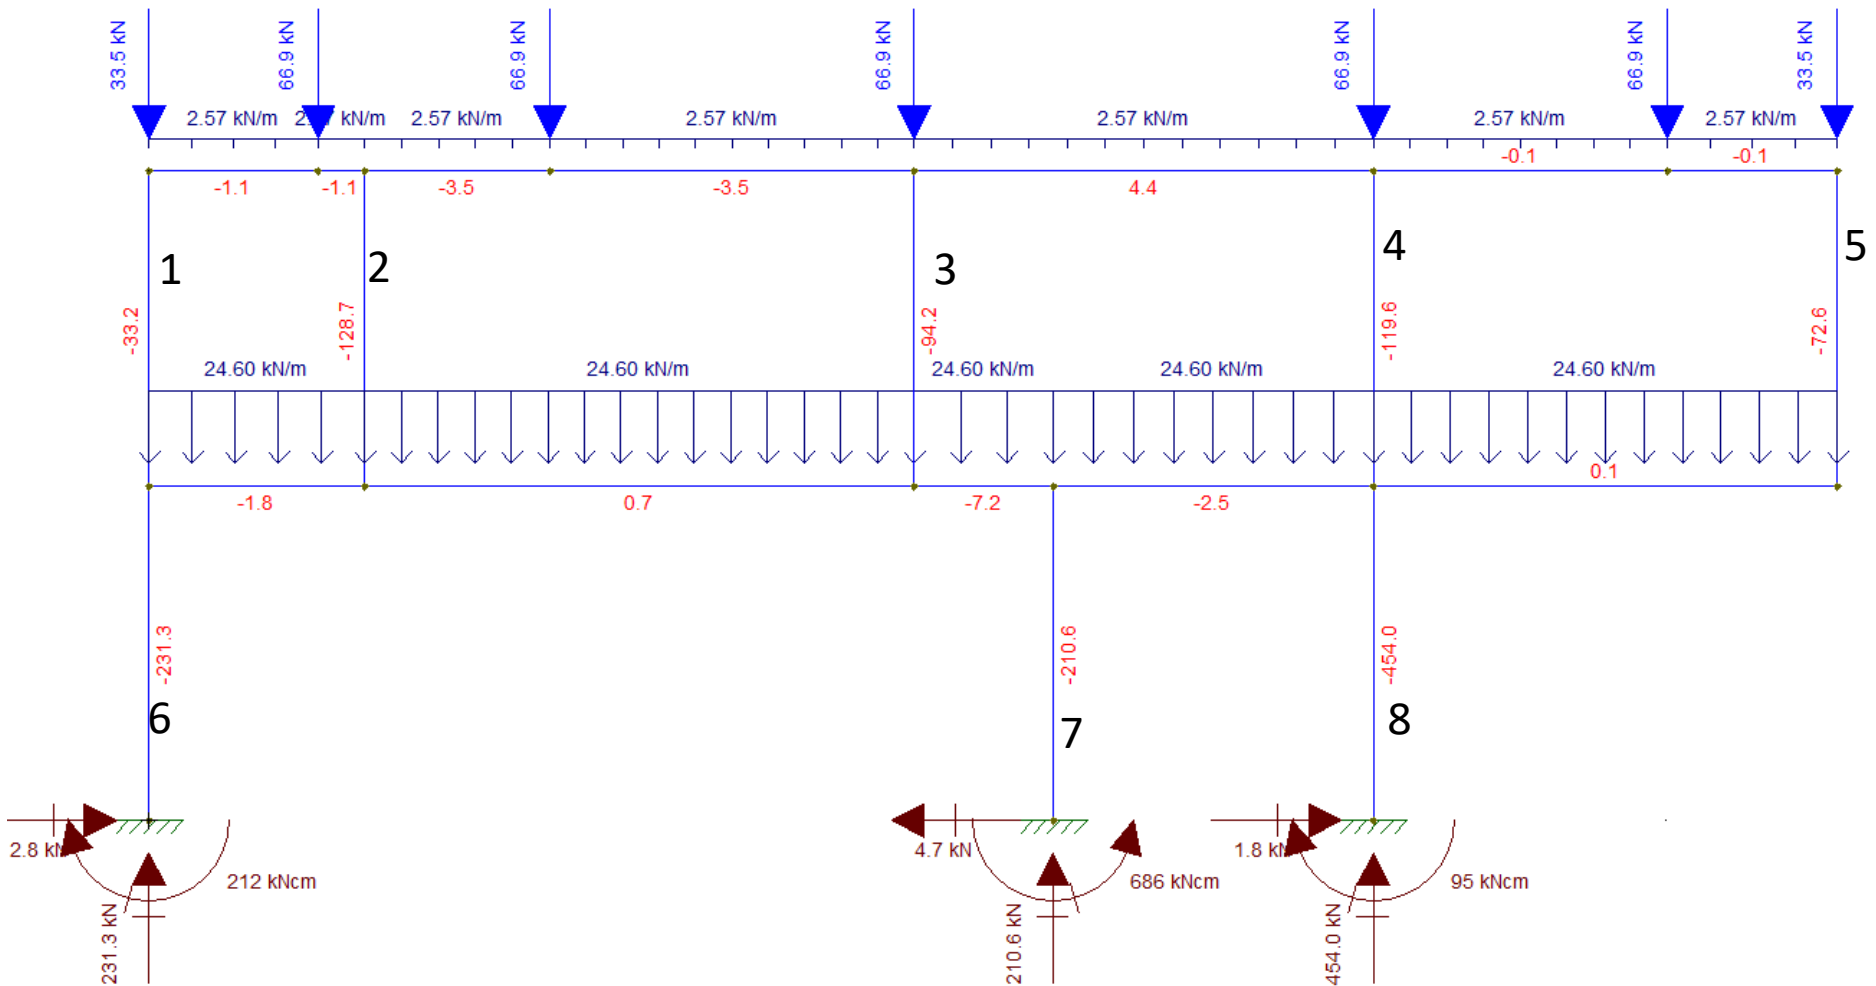 33.5 kN
66.9 kN
66.9 kN
66.9 kN
66.9 kN
66.9 kN
33.5 kN
2.57 kN/m
kN/m
2.57 kN/m
2.57 kN/m
2.57 kN/m
2.57 kN/m
2.57 kN/m
-0.1
-0.1
-1.1
-1.1
-3.5
-3.5
4.4
1
2
3
4
5
-33.2
-128.7
-94.2
-119.6
-72.6
24.60 kN/m
24.60 kN/m
24.60 kN/m
24.60 kN/m
24.60 kN/m
0.1
-1.8
0.7
-7.2
-2.5
-231.3
-210.6
-454.0
6
7
8
2.8 kN
4.7 kN
1.8 kN
212 kNcm
686 kNcm
95 kNcm
231.3 kN
210.6 kN
454.0 kN